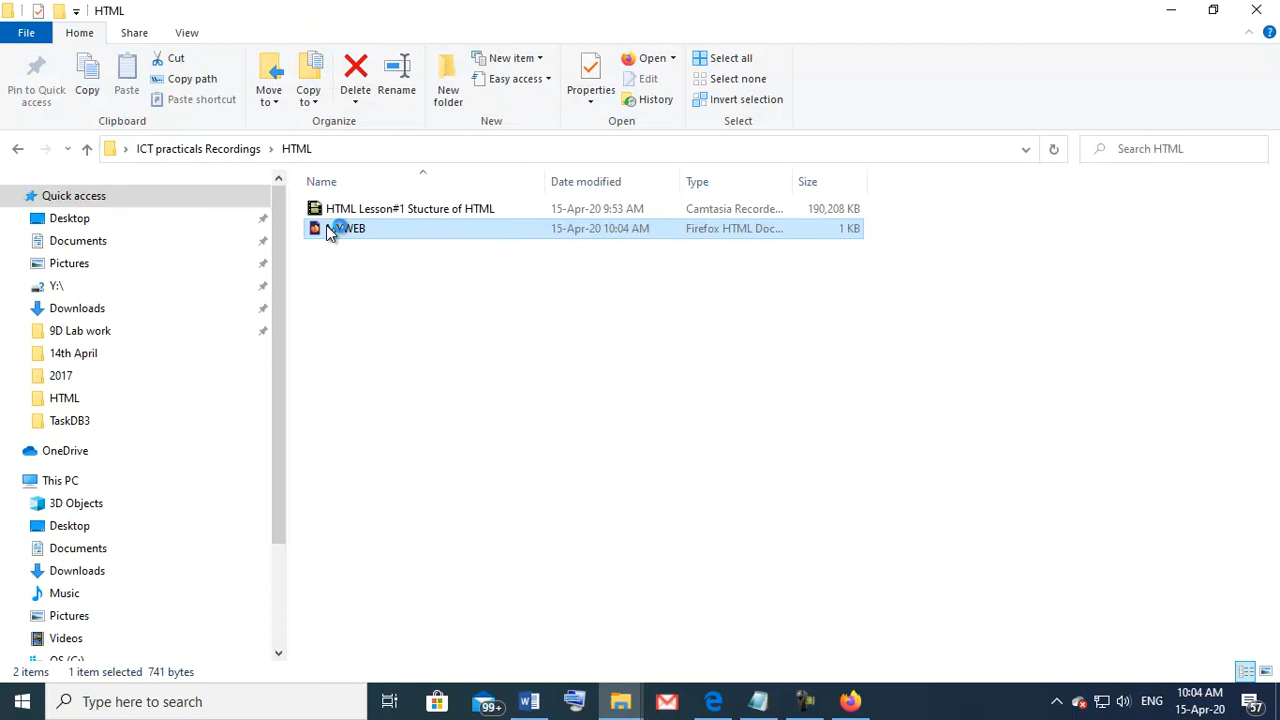 HTML
File Home Share View
Pin to Quick access
Copy
Paste
Cut
Copy path
Paste shortcut
Clipboard
Move to
Copy to
Delete
Rename
Organize
New folder
New item
Easy access
New
Properties
Open
Edit
History
Open
Select all
Select none
Invert selection
Select
ICT practicals Recordings > HTML
Search HTML
Name Date modified Type Size
HTML Lesson#1 Stucture of HTML 15-Apr-20 9:53 AM Camtasia Recorde... 190,208 KB
WEB 15-Apr-20 10:04 AM Firefox HTML Doc... 1 KB
Quick access
Desktop
Documents
Pictures
Y:\
Downloads
9D Lab work
14th April
2017
HTML
TaskDB3
OneDrive
This PC
3D Objects
Desktop
Documents
Downloads
Music
Pictures
Videos
OS (C:)
2 items 1 item selected 741 bytes
Type here to search
99+
ENG
10:04 AM
15-Apr-20
57